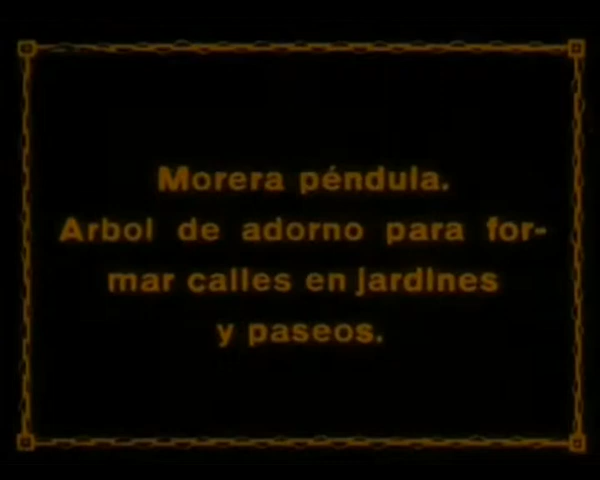 Morera péndula.
Arbol de adorno para for-
mar calles en jardines
y paseos.